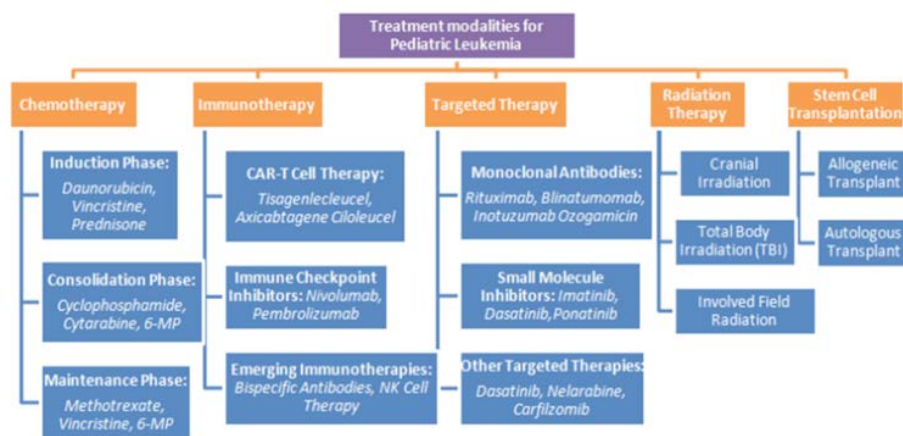 Treatment modalities for
Pediatric Leukemia
Chemotherapy
Immunotherapy
Targeted Therapy
Radiation
Therapy
Stem Cell
Transplantation
Induction Phase:
Daunorubicin,
Vincristine,
Prednisone
Consolidation Phase:
Cyclophosphamide,
Cytarabine, 6-MP
Maintenance Phase:
Methotrexate,
Vincristine, 6-MP
CAR-T Cell Therapy:
Tisagenlecleucel,
Axicabtagene Ciloleucel
Immune Checkpoint
Inhibitors: Nivolumab,
Pembrolizumab
Emerging Immunotherapies:
Bispecific Antibodies, NK Cell
Therapy
Monoclonal Antibodies:
Rituximab, Blinatumomab,
Inotuzumab Ozogamicin
Small Molecule
Inhibitors: Imatinib,
Dasatinib, Ponatinib
Other Targeted Therapies:
Dasatinib, Nelarabine,
Carfilzomib
Cranial
Irradiation
Total Body
Irradiation (TBI)
Involved Field
Radiation
Allogeneic
Transplant
Autologous
Transplant